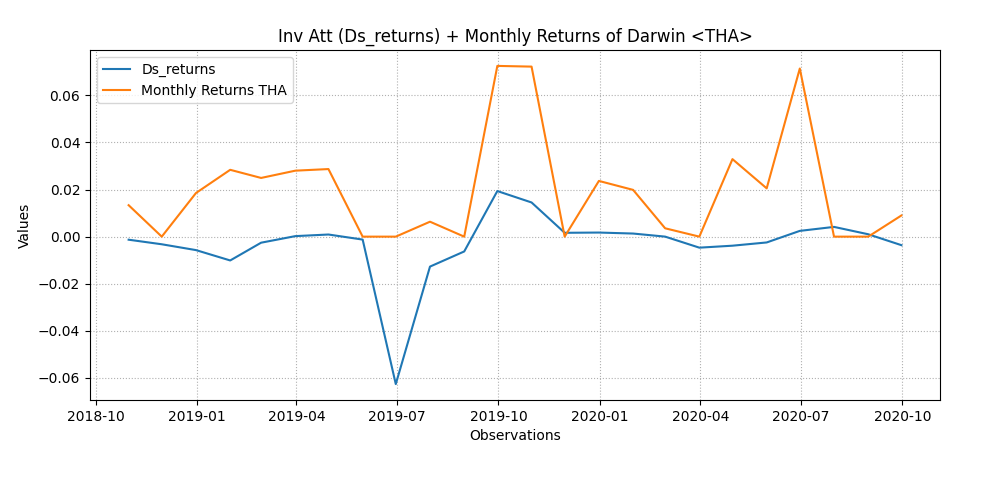 Inv Att (Ds_returns) + Monthly Returns of Darwin <THA>
Ds_returns
Monthly Returns THA
0.06
0.04
0.02
0.00
−0.02
−0.04
−0.06
Values
2018-10 2019-01 2019-04 2019-07 2019-10 2020-01 2020-04 2020-07 2020-10
Observations